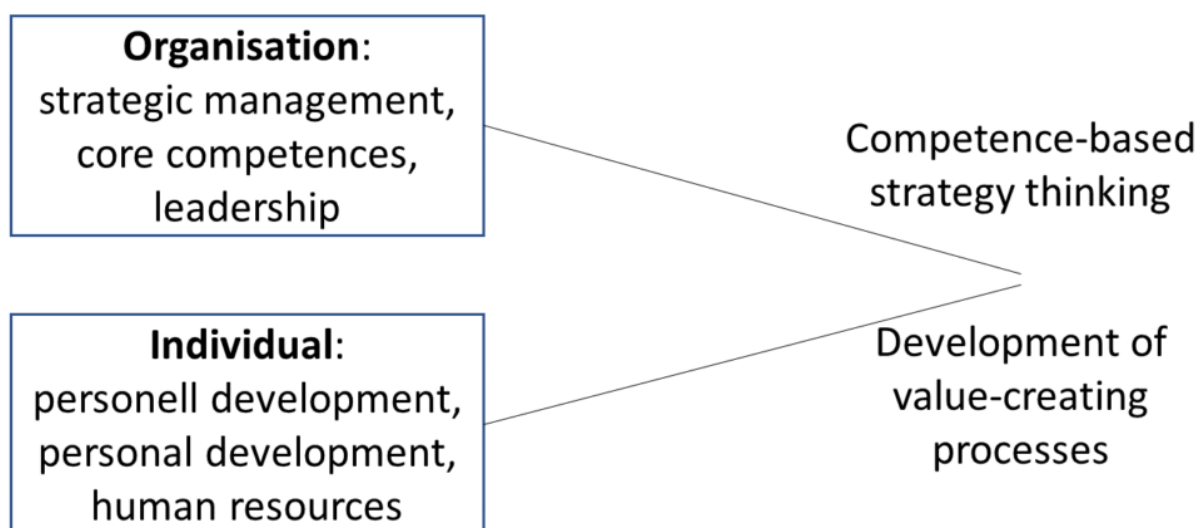 Organisation:
strategic management,
core competences,
leadership
Competence-based
strategy thinking
Individual:
personell development,
personal development,
human resources
Development of
value-creating
processes